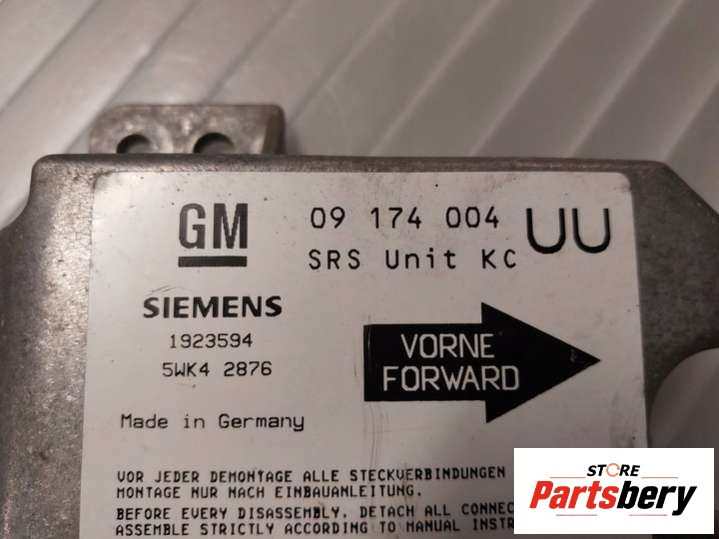 GM
09 174 004
UU
SRS Unit KC
SIEMENS
1923594
5WK4 2876
VORNE
FORWARD
Made in Germany
VOR JEDER DEMONTAGE ALLE STECKVERBINDUNGEN
MONTAGE NUR NACH EINBAUANLEITUNG.
BEFORE EVERY DISASSEMBLY, DETACH ALL CONNEC
ASSEMBLE STRICTLY ACCORDING TO MANUAL INSTR
STORE
Partsbery